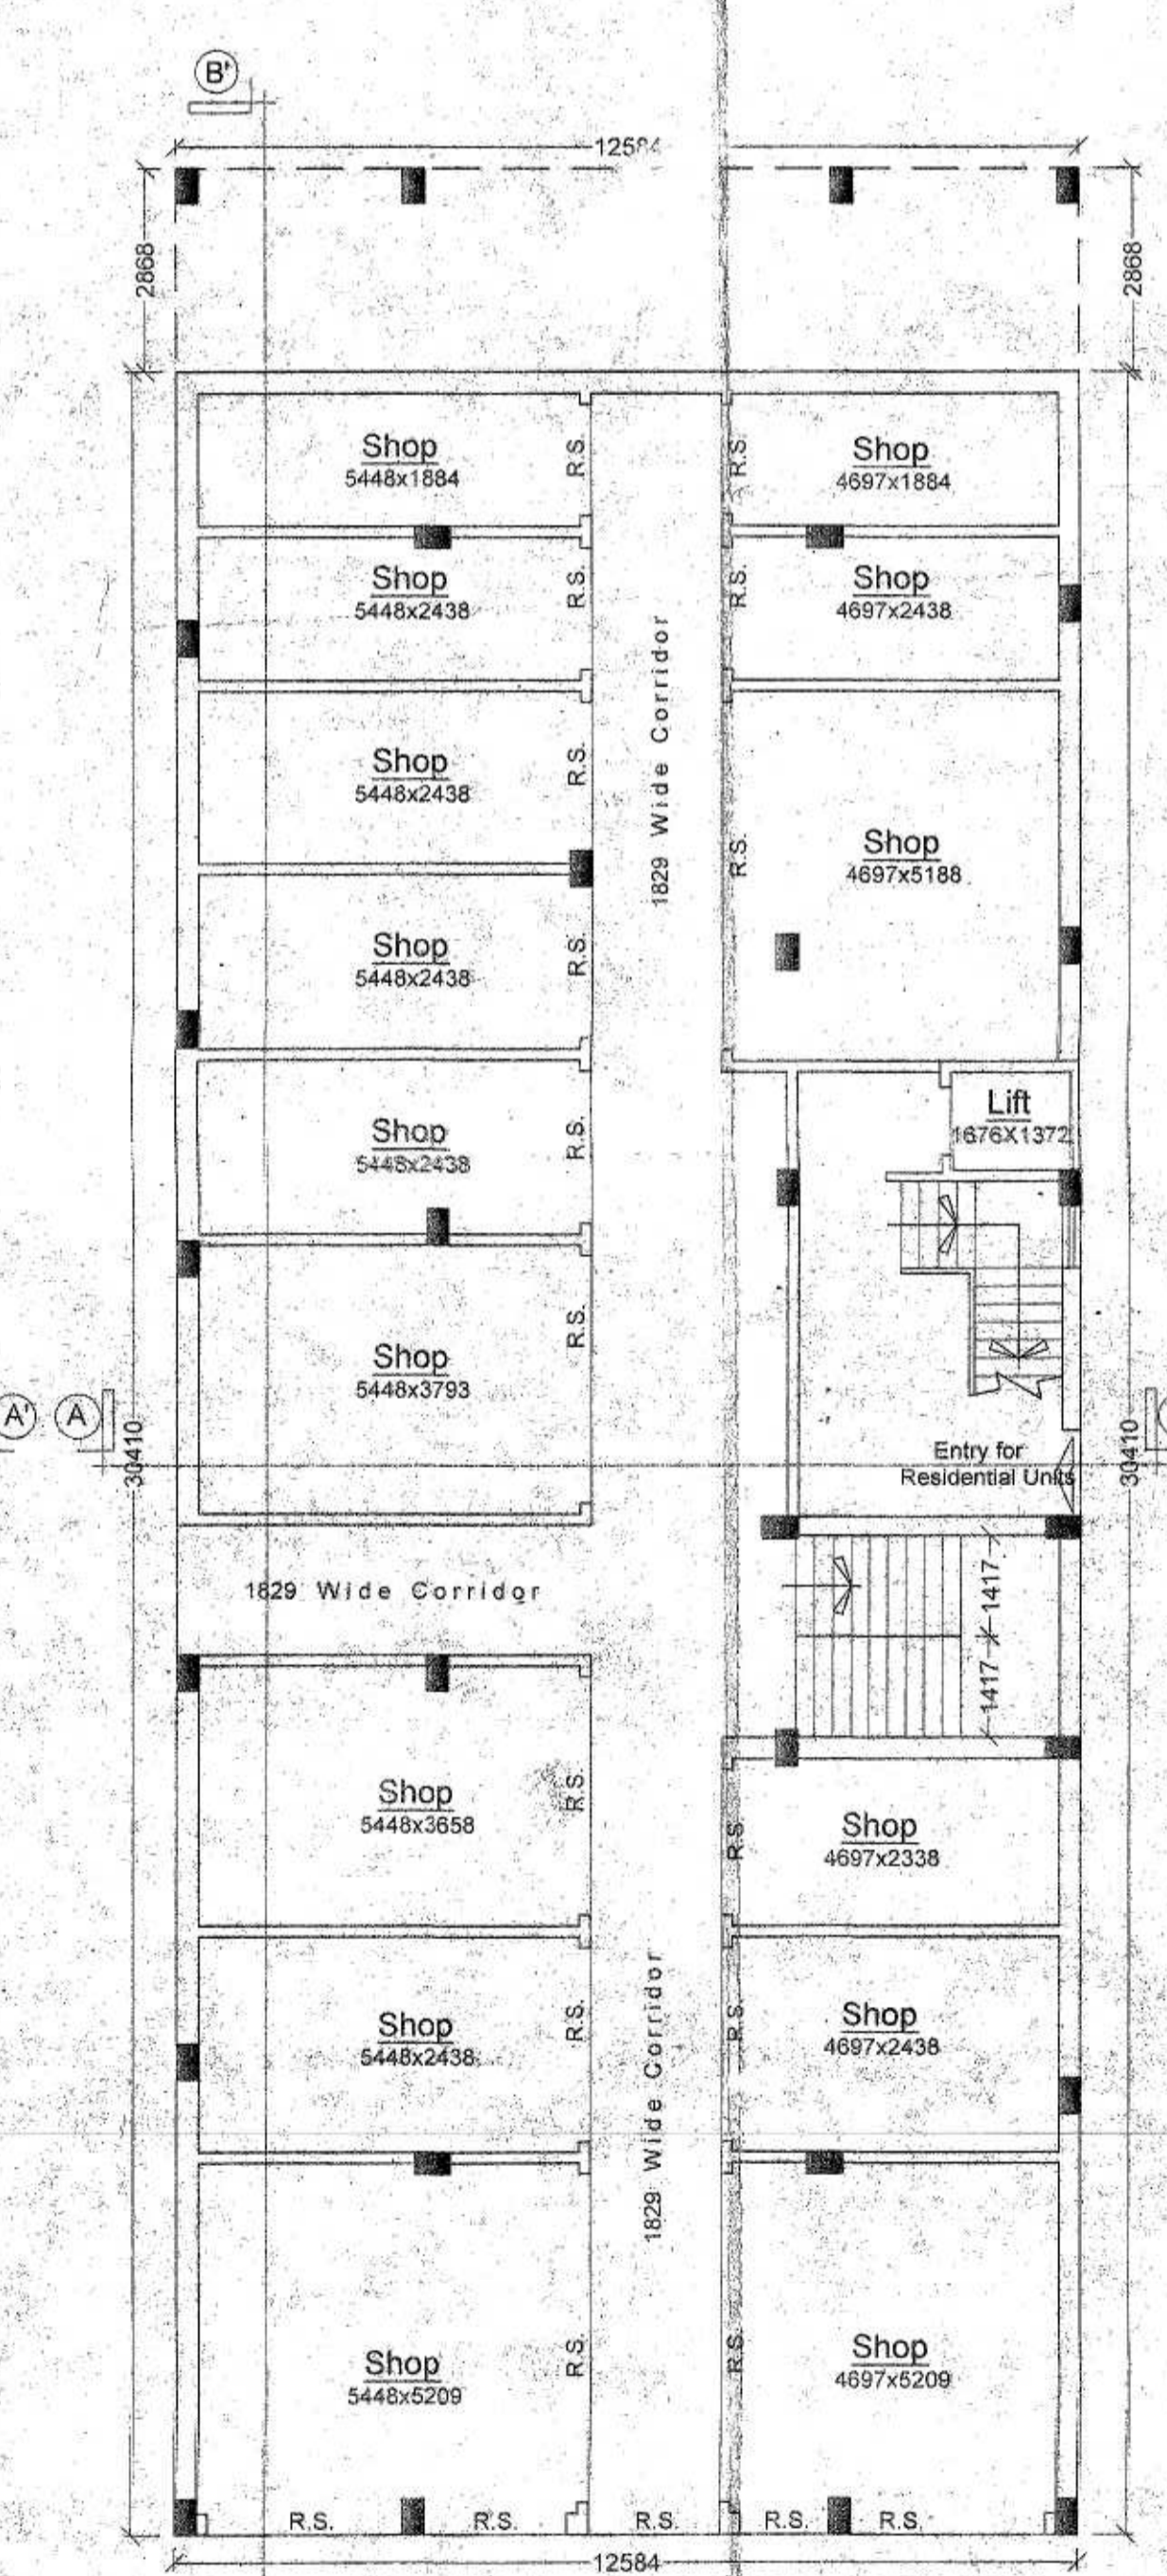 B'
12584
2868
2868
Shop
5448x1884
R.S.
R.S.
Shop
4697x1884
Shop
5448x2438
R.S.
R.S.
Shop
4697x2438
Shop
5448x2438
R.S.
1829 Wide Corridor
R.S.
Shop
4697x5188
Shop
5448x2438
R.S.
Lift
1676X1372
Shop
5448x2438
R.S.
Shop
5448x3793
R.S.
A'
A
30410
30410
Entry for
Residential Units
1829 Wide Corridor
1417
1417
Shop
5448x3658
R.S.
R.S.
Shop
4697x2338
Shop
5448x2438
R.S.
1829 Wide Corridor
R.S.
Shop
4697x2438
Shop
5448x5209
R.S.
R.S.
Shop
4697x5209
R.S.
R.S.
R.S.
R.S.
R.S.
12584